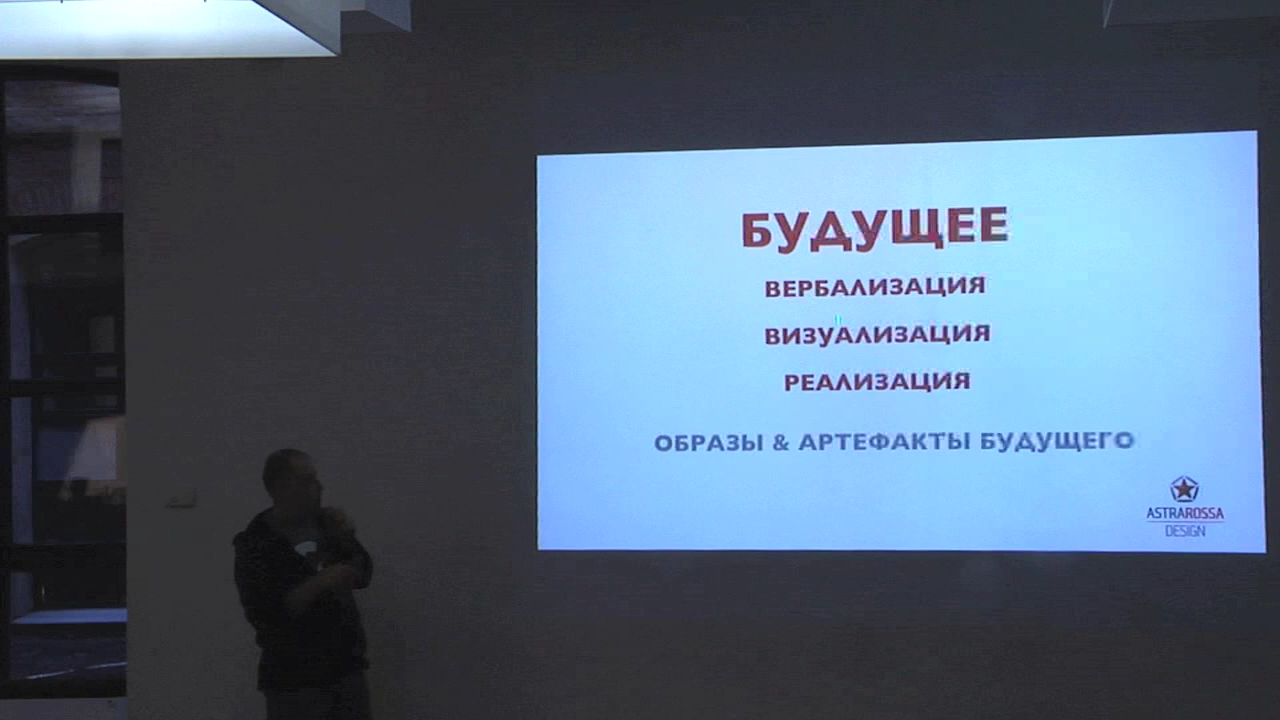 БУДУЩЕЕ
ВЕРБАЛИЗАЦИЯ
ВИЗУАЛИЗАЦИЯ
РЕАЛИЗАЦИЯ
ОБРАЗЫ & АРТЕФАКТЫ БУДУЩЕГО
ASTRAROSSA
DESIGN